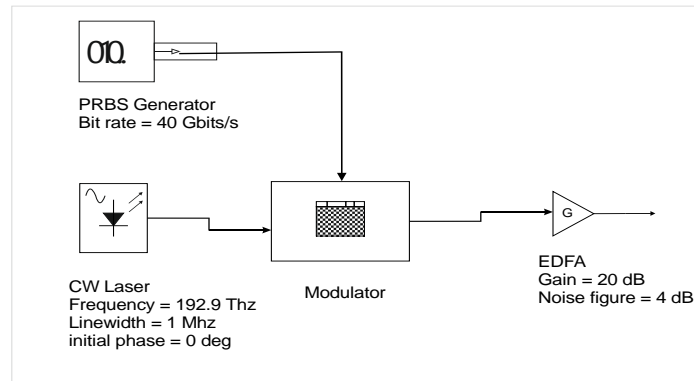 010.
PRBS Generator
Bit rate = 40 Gbits/s
G
EDFA
Gain = 20 dB
Noise figure = 4 dB
Modulator
CW Laser
Frequency = 192.9 Thz
Linewidth = 1 Mhz
initial phase = 0 deg